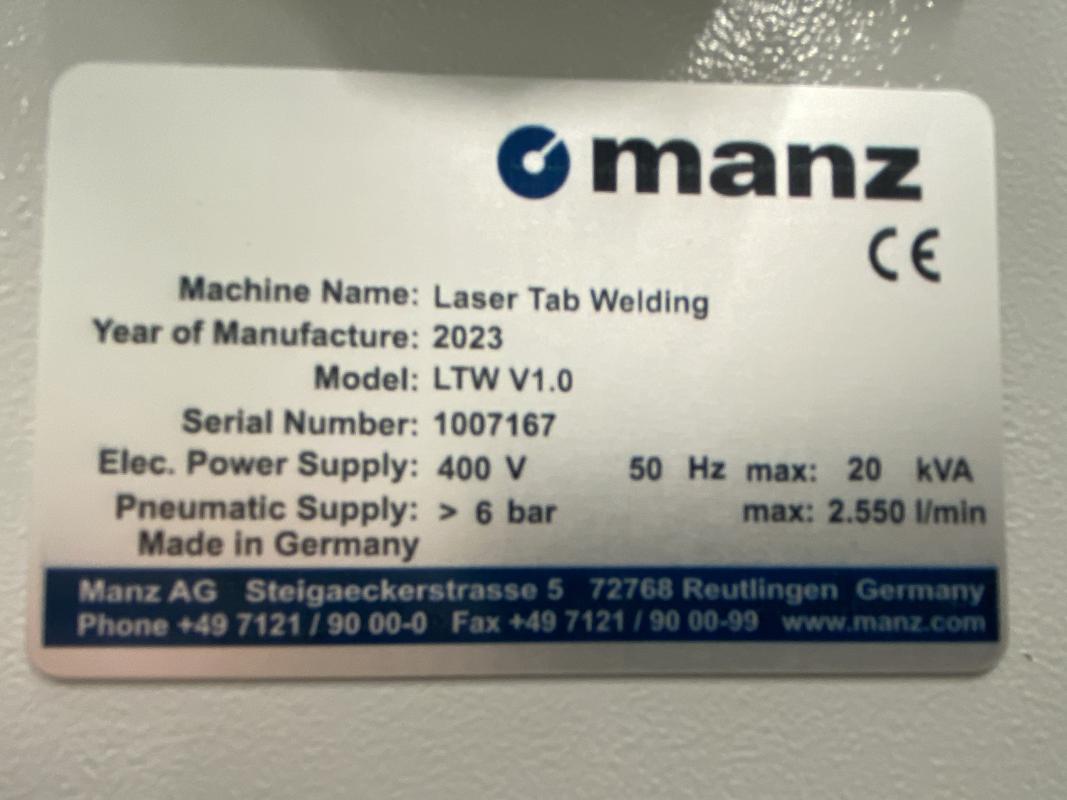 manz
CE
Machine Name: Laser Tab Welding
Year of Manufacture: 2023
Model: LTW V1.0
Serial Number: 1007167
Elec. Power Supply: 400 V 50 Hz max: 20 kVA
Pneumatic Supply: > 6 bar max: 2.550 l/min
Made in Germany
Manz AG Steigaeckerstrasse 5 72768 Reutlingen Germany
Phone +49 7121 / 90 00-0 Fax +49 7121 / 90 00-99 www.manz.com